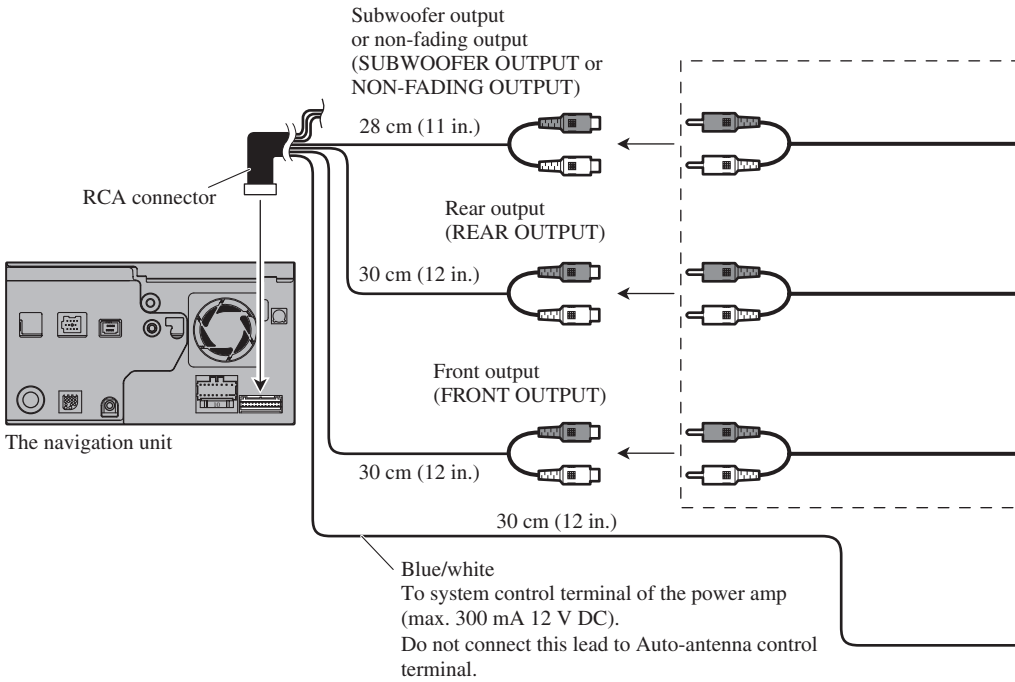 Subwoofer output
or non-fading output
(SUBWOOFER OUTPUT or
NON-FADING OUTPUT)
28 cm (11 in.)
RCA connector
Rear output
(REAR OUTPUT)
30 cm (12 in.)
Front output
(FRONT OUTPUT)
The navigation unit
30 cm (12 in.)
30 cm (12 in.)
Blue/white
To system control terminal of the power amp
(max. 300 mA 12 V DC).
Do not connect this lead to Auto-antenna control
terminal.